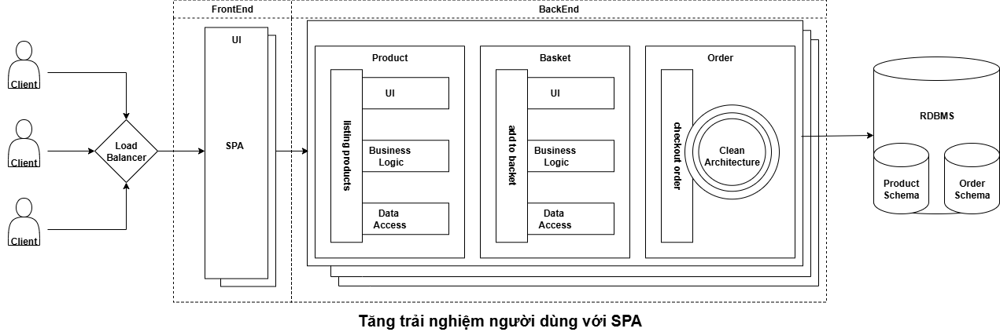 FrontEnd
BackEnd
Client
Client
Client
Load
Balancer
UI
SPA
Product
listing products
UI
Business
Logic
Data
Access
Basket
add to backet
UI
Business
Logic
Data
Access
Order
checkout order
Clean
Architecture
RDBMS
Product
Schema
Order
Schema
Tăng trải nghiệm người dùng với SPA